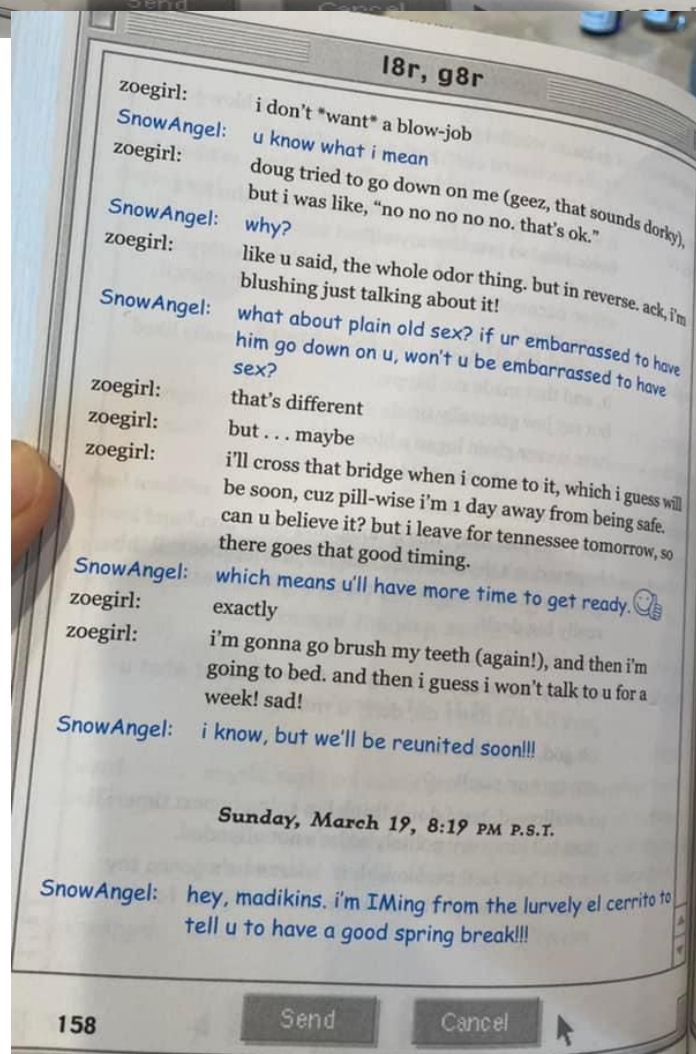 Send Cancel
l8r, g8r
zoegirl: i don't *want* a blow-job
SnowAngel: u know what i mean
zoegirl: doug tried to go down on me (geez, that sounds dorky),
but i was like, “no no no no no. that's ok.”
SnowAngel: why?
zoegirl: like u said, the whole odor thing. but in reverse. ack, i'm
blushing just talking about it!
SnowAngel: what about plain old sex? if ur embarrassed to have
him go down on u, won't u be embarrassed to have
sex?
zoegirl: that's different
zoegirl: but . . . maybe
zoegirl: i'll cross that bridge when i come to it, which i guess will
be soon, cuz pill-wise i'm 1 day away from being safe.
can u believe it? but i leave for tennessee tomorrow, so
there goes that good timing.
SnowAngel: which means u'll have more time to get ready.
zoegirl: exactly
zoegirl: i'm gonna go brush my teeth (again!), and then i'm
going to bed. and then i guess i won't talk to u for a
week! sad!
SnowAngel: i know, but we'll be reunited soon!!!
Sunday, March 19, 8:19 PM P.S.T.
SnowAngel: hey, madikins. i'm IMing from the lurvely el cerrito to
tell u to have a good spring break!!!
158 Send Cancel